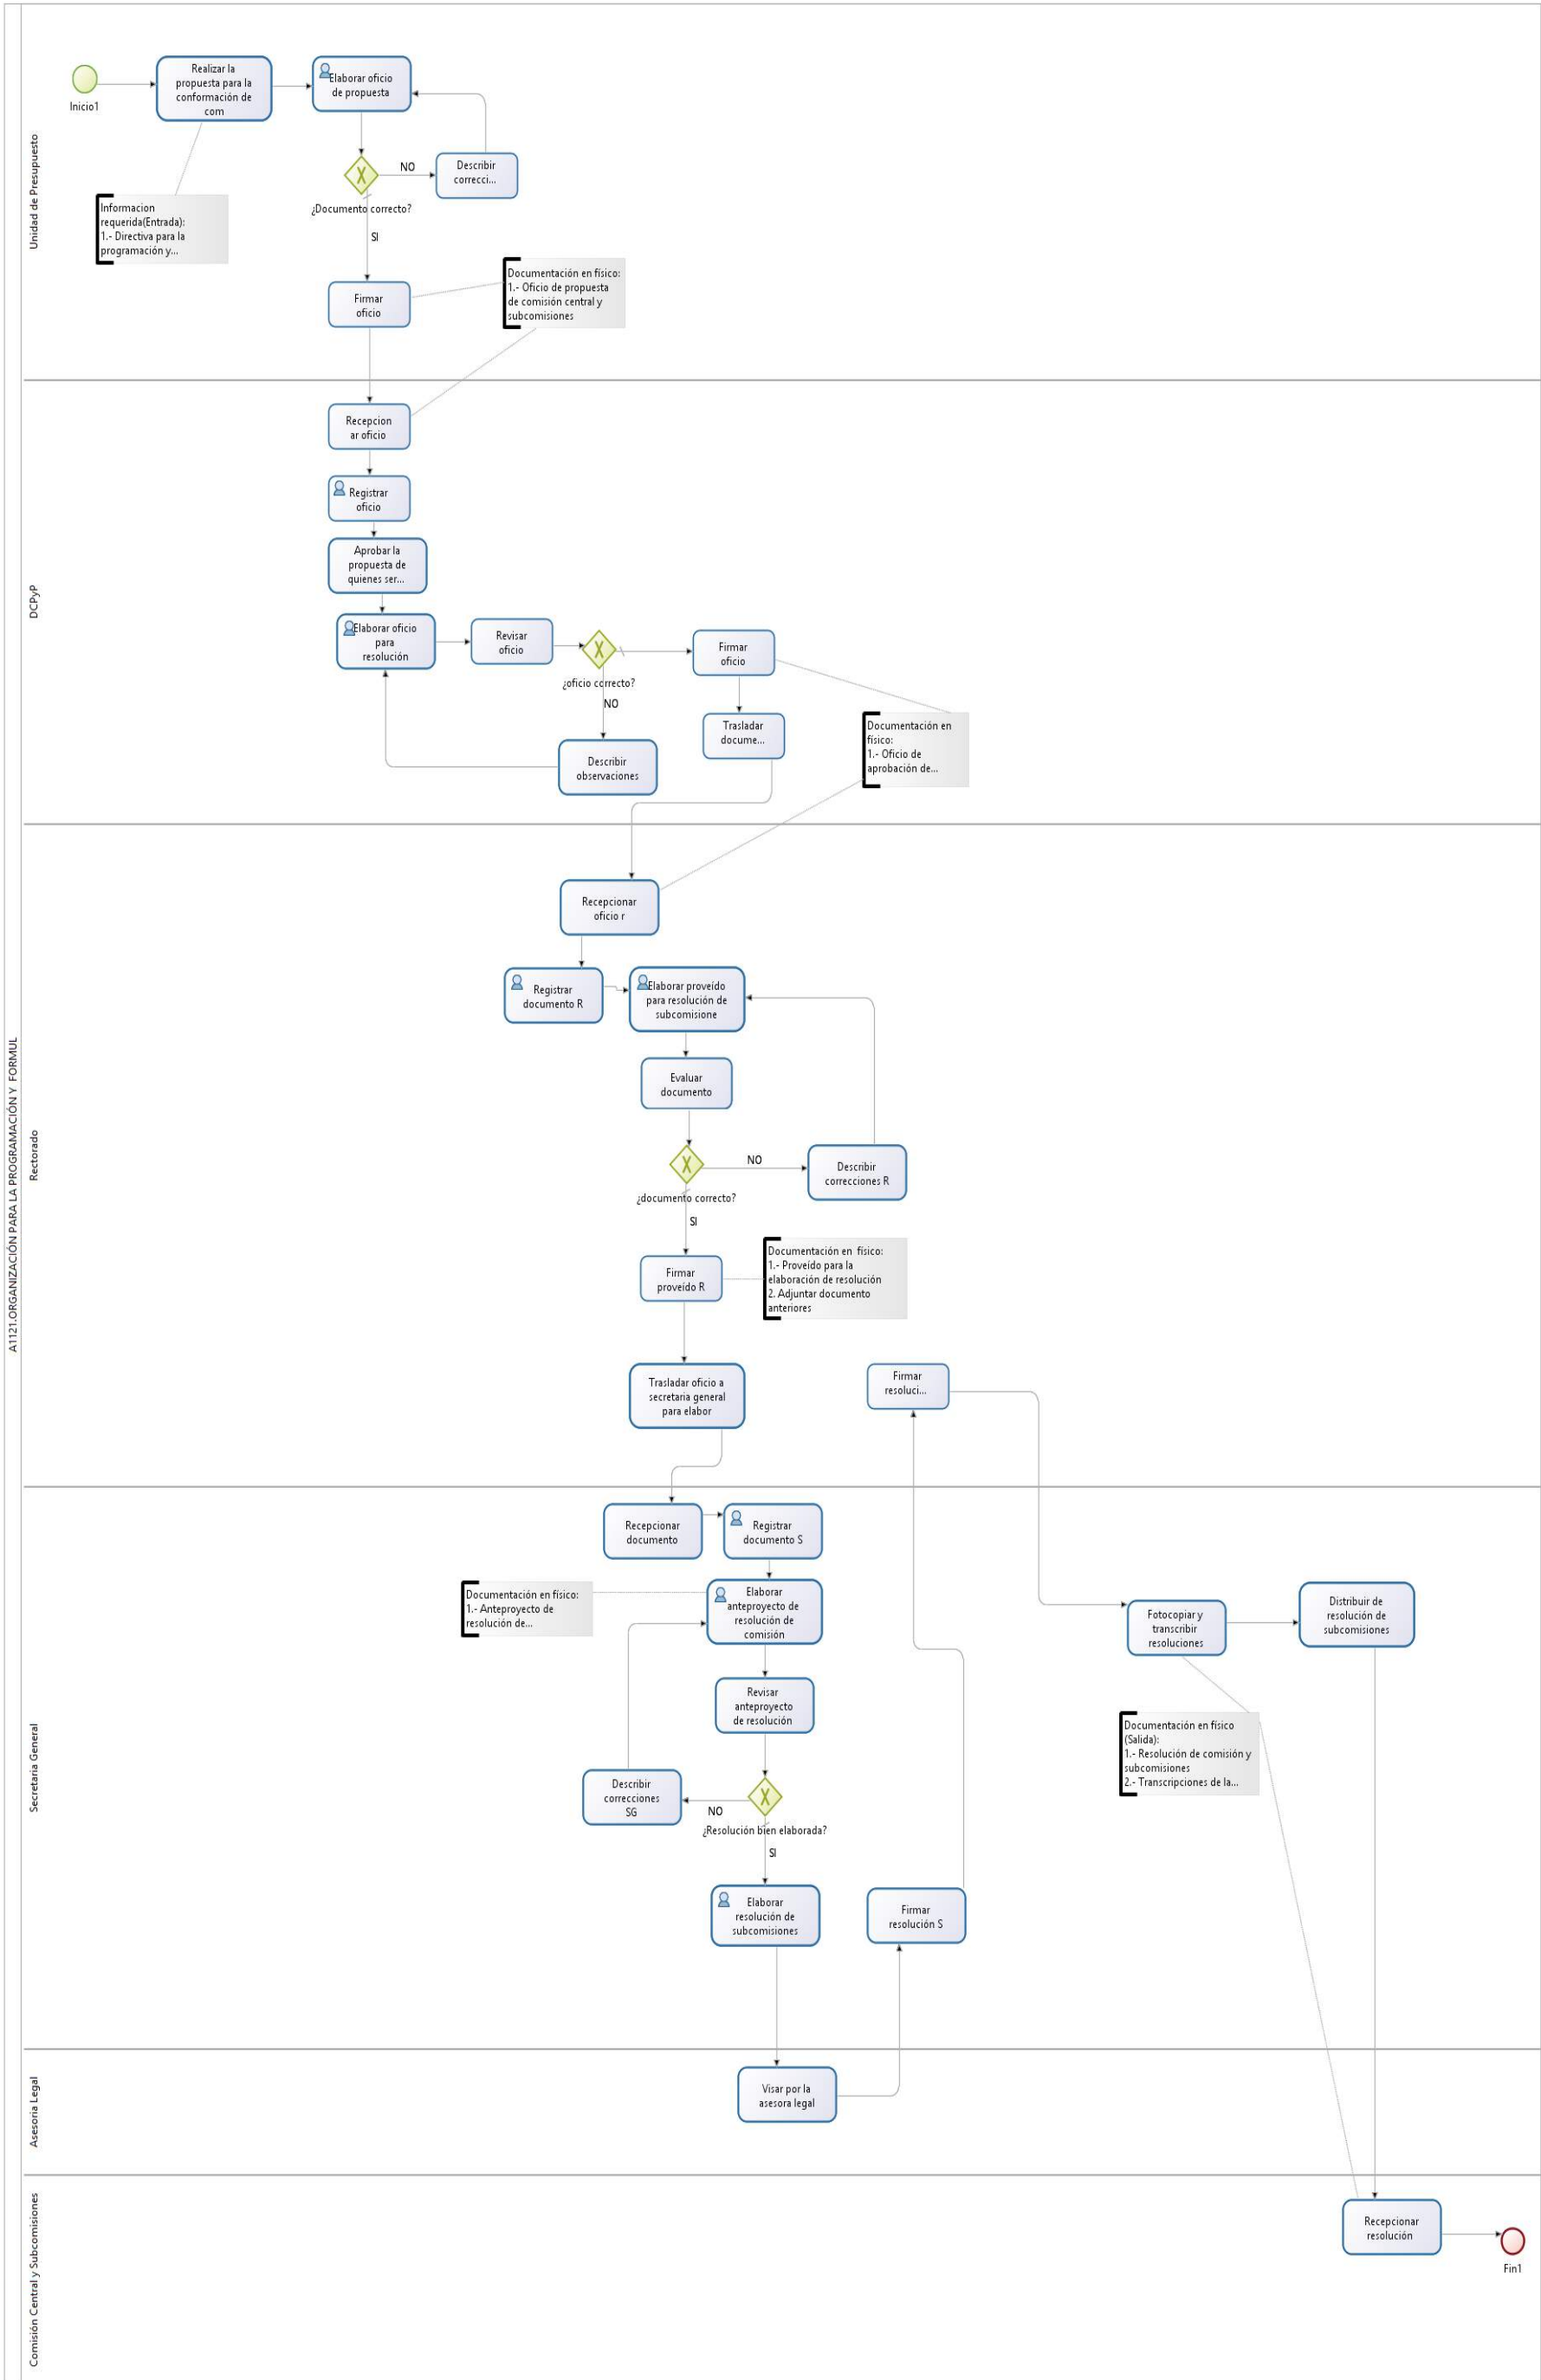 A1121.ORGANIZACIÓN PARA LA PROGRAMACIÓN Y  FORMUL
Unidad de Presupuesto
Inicio1
Realizar la
propuesta para la
conformación de
com
Elaborar oficio
de propuesta
NO
Describir
correcci...
¿Documento correcto?
SI
Informacion
requerida(Entrada):
1.- Directiva para la
programación y...
Firmar
oficio
Documentación en físico:
1.- Oficio de propuesta
de comisión central y
subcomisiones
DCPyP
Recepcion
ar oficio
Registrar
oficio
Aprobar la
propuesta de
quienes ser...
Elaborar oficio
para
resolución
Revisar
oficio
¿oficio correcto?
NO
Firmar
oficio
Trasladar
docume...
Describir
observaciones
Documentación en
físico:
1.- Oficio de
aprobación de...
Rectorado
Recepcionar
oficio r
Registrar
documento R
Elaborar proveído
para resolución de
subcomisione
Evaluar
documento
NO
Describir
correcciones R
¿documento correcto?
SI
Firmar
proveído R
Documentación en  físico:
1.- Proveído para la
elaboración de resolución
2. Adjuntar documento
anteriores
Trasladar oficio a
secretaria general
para elabor
Firmar
resoluci...
Secretaria General
Recepcionar
documento
Registrar
documento S
Documentación en físico:
1.- Anteproyecto de
resolución de...
Elaborar
anteproyecto de
resolución de
comisión
Fotocopiar y
transcribir
resoluciones
Distribuir de
resolución de
subcomisiones
Revisar
anteproyecto
de resolución
Documentación en físico
(Salida):
1.- Resolución de comisión y
subcomisiones
2.- Transcripciones de la...
Describir
correcciones
SG
NO
¿Resolución bien elaborada?
SI
Elaborar
resolución de
subcomisiones
Firmar
resolución S
Asesoria Legal
Visar por la
asesora legal
Comisión Central y Subcomisiones
Recepcionar
resolución
Fin1